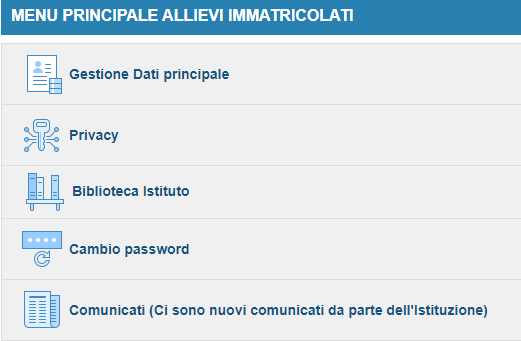 MENU PRINCIPALE ALLIEVI IMMATRICOLATI
Gestione Dati principale
Privacy
Biblioteca Istituto
Cambio password
Comunicati (Ci sono nuovi comunicati da parte dell'Istituzione)